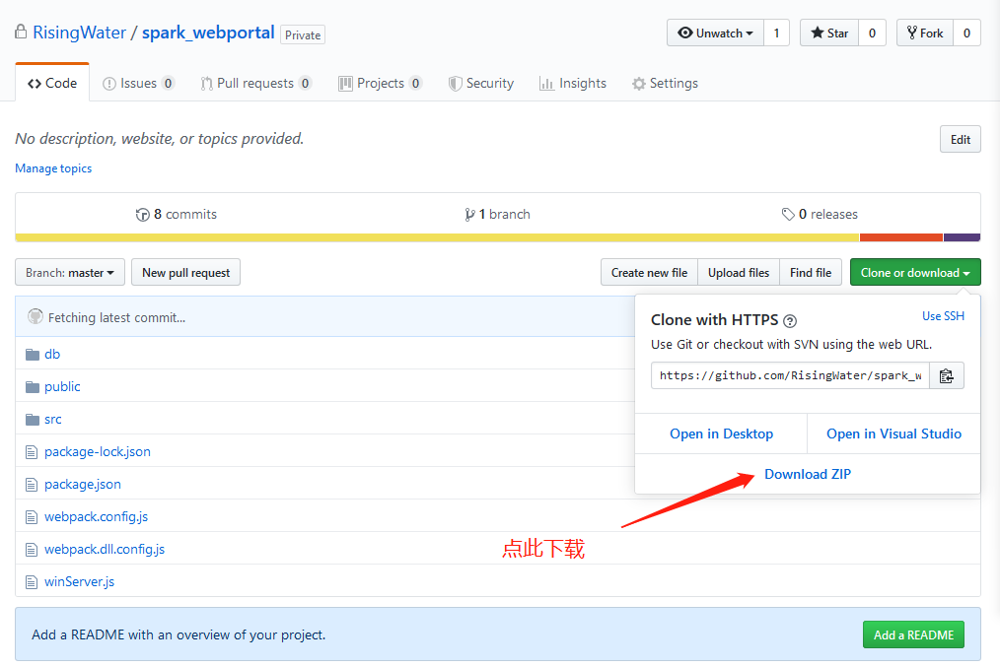 RisingWater / spark_webportal Private
Unwatch 1 Star 0 Fork 0
Code Issues 0 Pull requests 0 Projects 0 Security Insights Settings
No description, website, or topics provided.
Edit
Manage topics
8 commits 1 branch 0 releases
Branch: master New pull request Create new file Upload files Find file Clone or download
Fetching latest commit...
db
public
src
package-lock.json
package.json
webpack.config.js
webpack.dll.config.js
winServer.js
Clone with HTTPS ?
Use SSH
Use Git or checkout with SVN using the web URL.
https://github.com/RisingWater/spark_w
Open in Desktop Open in Visual Studio
Download ZIP
点此下载
Add a README with an overview of your project.
Add a README